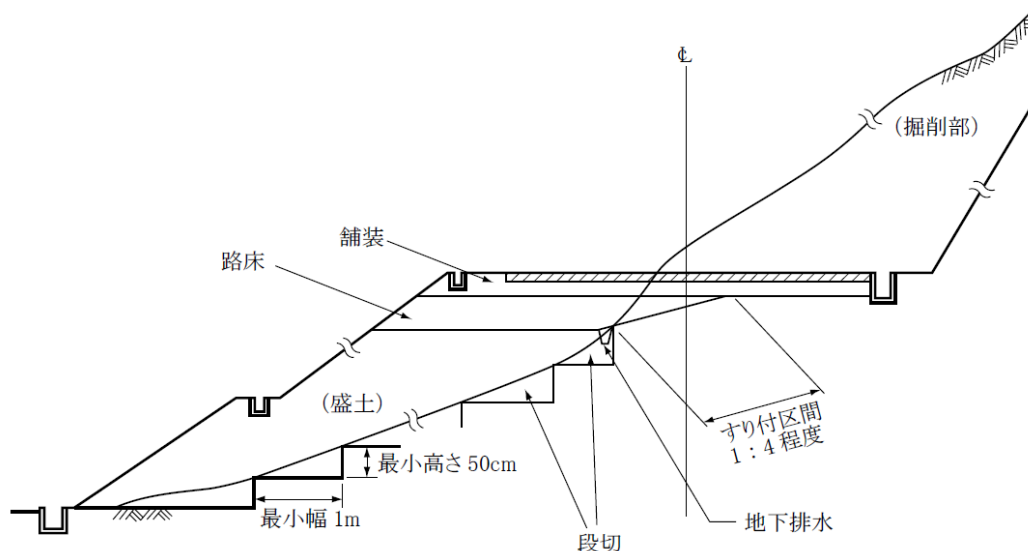 ℄
(掘削部)
舗装
路床
(盛土)
すり付区間
1:4 程度
最小高さ 50cm
最小幅 1m
地下排水
段切